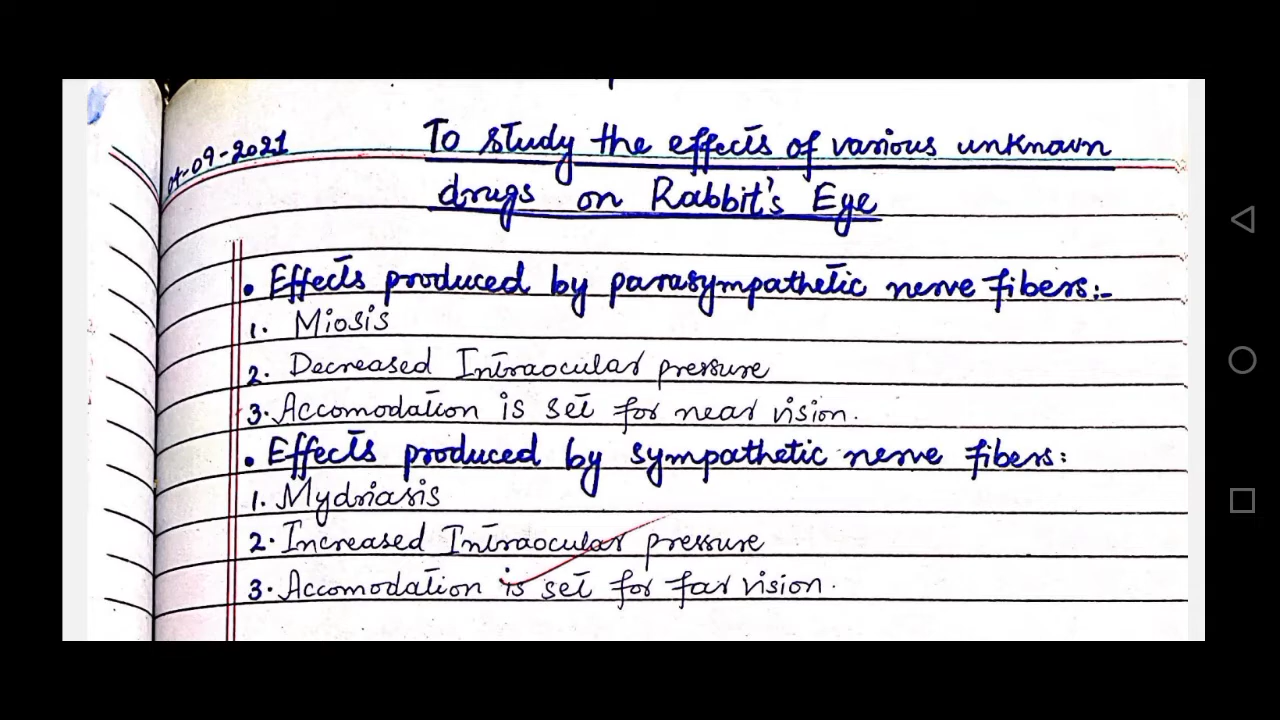 04-09-2021
To study the effects of various unknown
drugs on Rabbit's Eye
• Effects produced by parasympathetic nerve fibers:-
1. Miosis
2. Decreased Intraocular pressure
3. Accomodation is set for near vision.
• Effects produced by sympathetic nerve fibers:
1. Mydriasis
2. Increased Intraocular pressure
3. Accomodation is set for far vision.